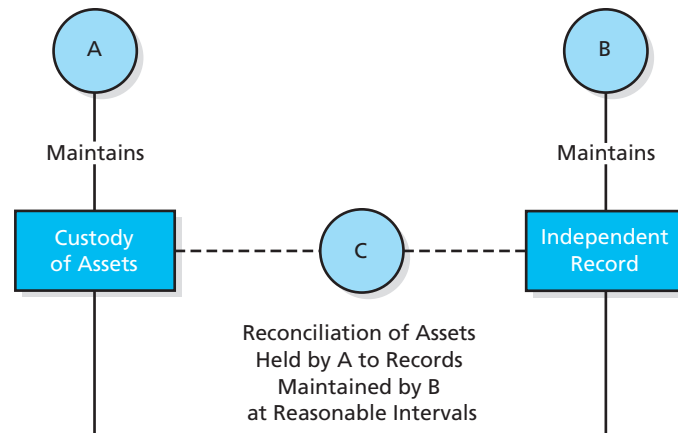 A
B
Maintains
Maintains
Custody
of Assets
C
Independent
Record
Reconciliation of Assets
Held by A to Records
Maintained by B
at Reasonable Intervals